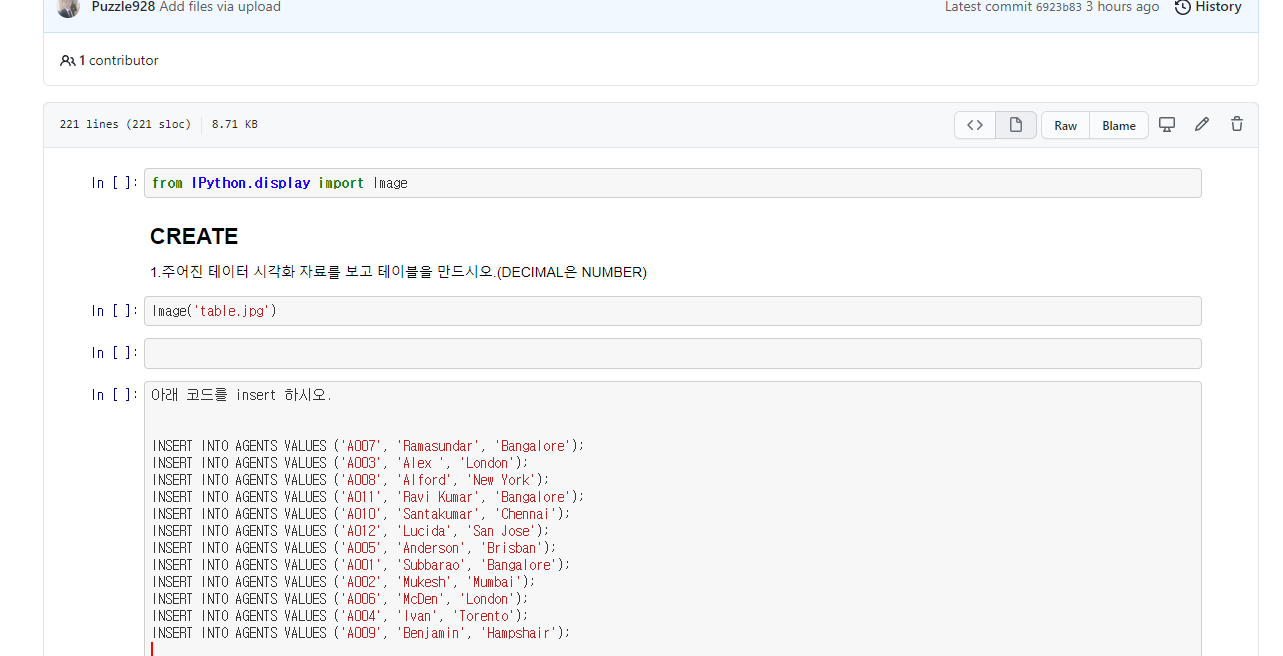 Puzzle928 Add files via upload Latest commit 6923b83 3 hours ago History
1 contributor
221 lines (221 sloc) 8.71 KB <> Raw Blame
In [ ]: from IPython.display import Image
CREATE
1.주어진 테이터 시각화 자료를 보고 테이블을 만드시오.(DECIMAL은 NUMBER)
In [ ]: Image('table.jpg')
In [ ]:
In [ ]: 아래 코드를 insert 하시오.
INSERT INTO AGENTS VALUES ('A007', 'Ramasundar', 'Bangalore');
INSERT INTO AGENTS VALUES ('A003', 'Alex ', 'London');
INSERT INTO AGENTS VALUES ('A008', 'Alford', 'New York');
INSERT INTO AGENTS VALUES ('A011', 'Ravi Kumar', 'Bangalore');
INSERT INTO AGENTS VALUES ('A010', 'Santakumar', 'Chennai');
INSERT INTO AGENTS VALUES ('A012', 'Lucida', 'San Jose');
INSERT INTO AGENTS VALUES ('A005', 'Anderson', 'Brisban');
INSERT INTO AGENTS VALUES ('A001', 'Subbarao', 'Bangalore');
INSERT INTO AGENTS VALUES ('A002', 'Mukesh', 'Mumbai');
INSERT INTO AGENTS VALUES ('A006', 'McDen', 'London');
INSERT INTO AGENTS VALUES ('A004', 'Ivan', 'Torento');
INSERT INTO AGENTS VALUES ('A009', 'Benjamin', 'Hampshair');